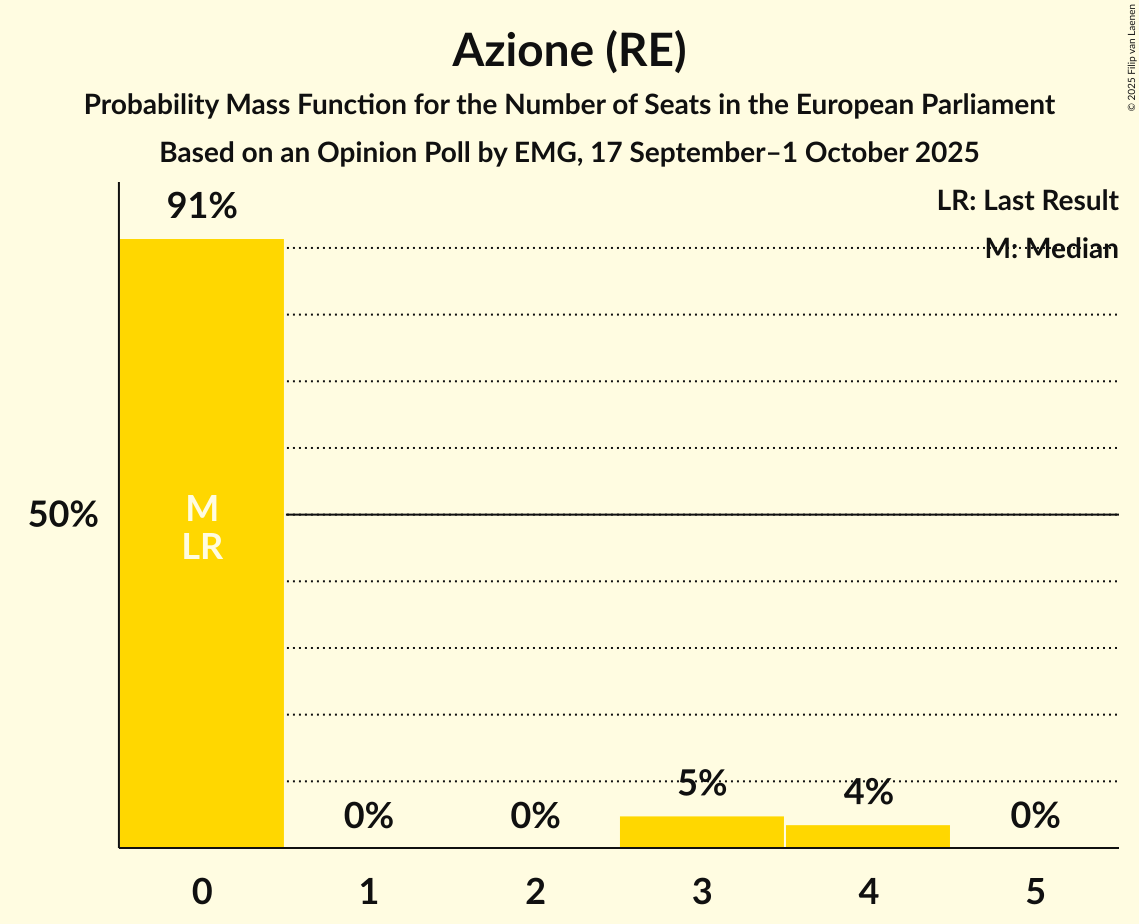 Azione (RE)
Probability Mass Function for the Number of Seats in the European Parliament
Based on an Opinion Poll by EMG, 17 September–1 October 2025
© 2025 Filip van Laenen
LR: Last Result
M: Median
91%
50%
M
LR
0%
0%
5%
4%
0%
0
1
2
3
4
5